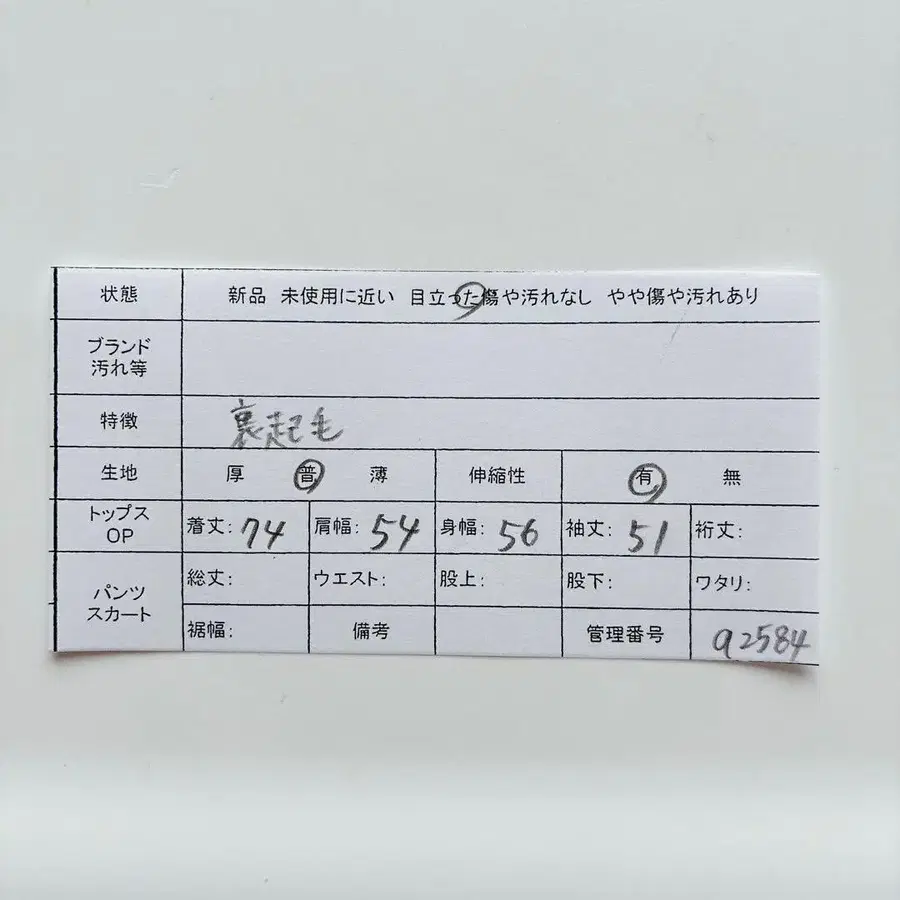 状態 新品 未使用に近い 目立った傷や汚れなし やや傷や汚れあり
ブランド
汚れ等
特徴 裏起毛
生地 厚 普 薄 伸縮性 有 無
トップス
OP
着丈: 74 肩幅: 54 身幅: 56 袖丈: 51 裄丈:
パンツ
スカート
総丈: ウエスト: 股上: 股下: ワタリ:
裾幅: 備考 管理番号 a2584